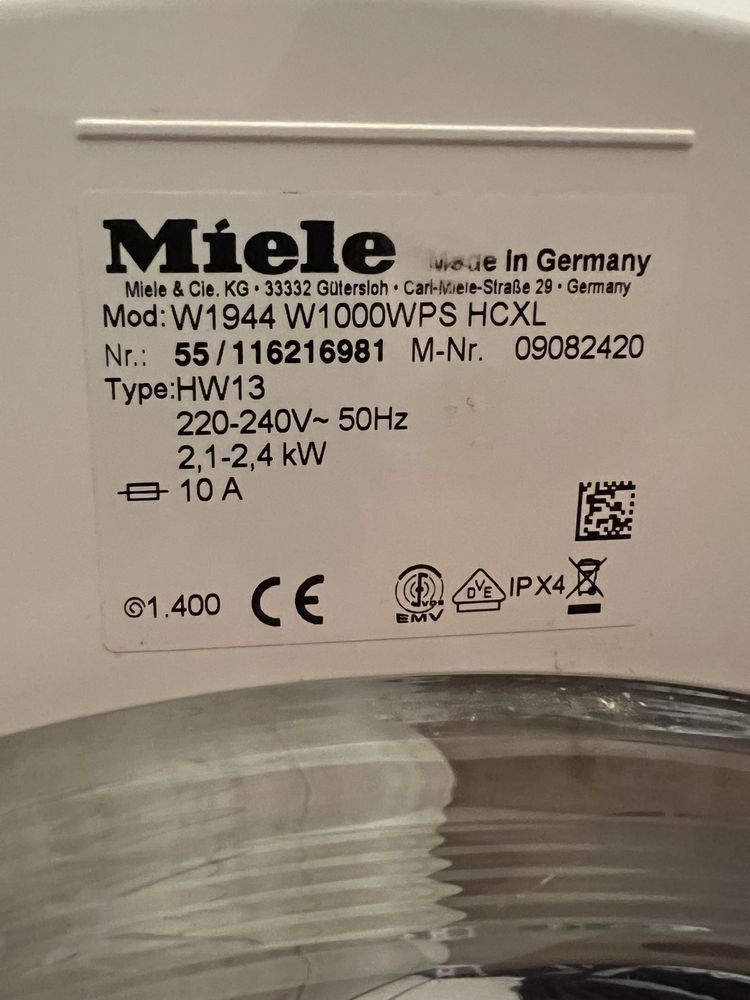 Miele Made in Germany
Miele & Cie. KG · 33332 Gütersloh · Carl-Miele-Straße 29 · Germany
Mod: W1944 W1000WPS HCXL
Nr.: 55/116216981 M-Nr. 09082420
Type:HW13
220-240V~ 50Hz
2,1-2,4 kW
10 A
1.400 CE VDE EMV DVE IPX4